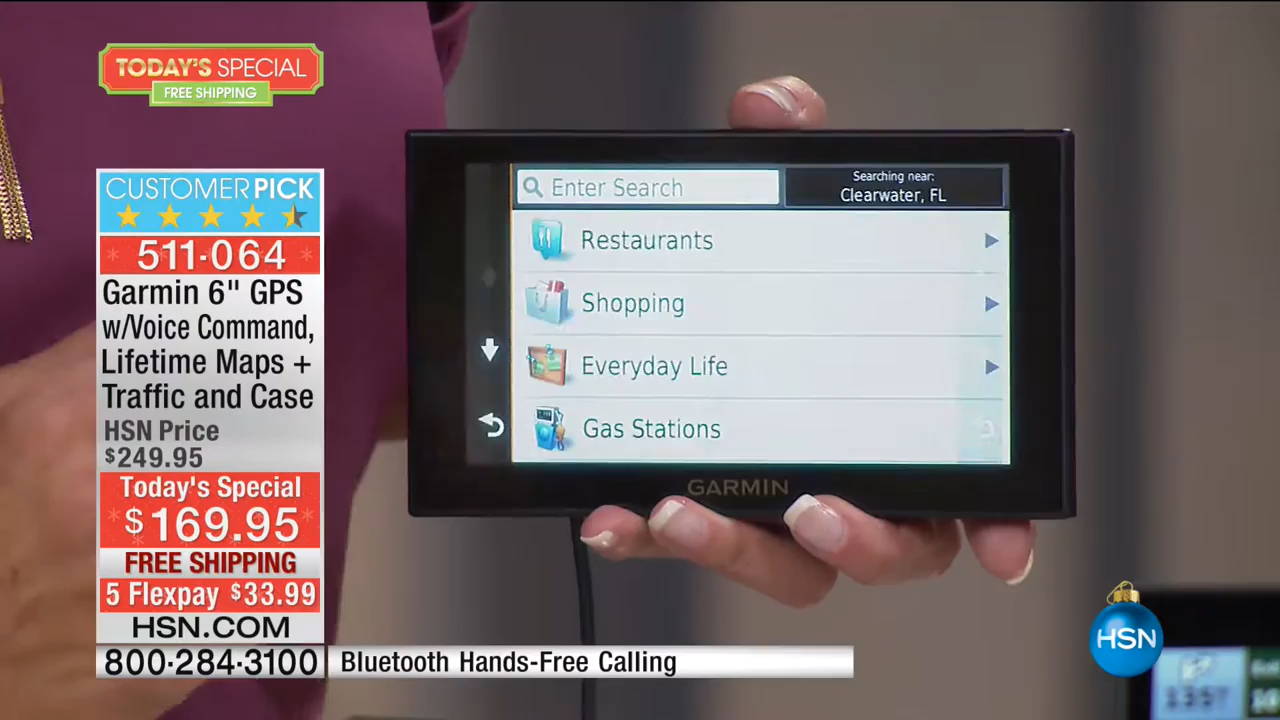 TODAY'S SPECIAL
FREE SHIPPING
CUSTOMER PICK
511·064
Garmin 6" GPS
w/Voice Command,
Lifetime Maps +
Traffic and Case
HSN Price
$249.95
Today's Special
$169.95
FREE SHIPPING
5 Flexpay $33.99
HSN.COM
800·284·3100
Bluetooth Hands-Free Calling
Enter Search
Searching near:
Clearwater, FL
Restaurants
Shopping
Everyday Life
Gas Stations
GARMIN
HSN